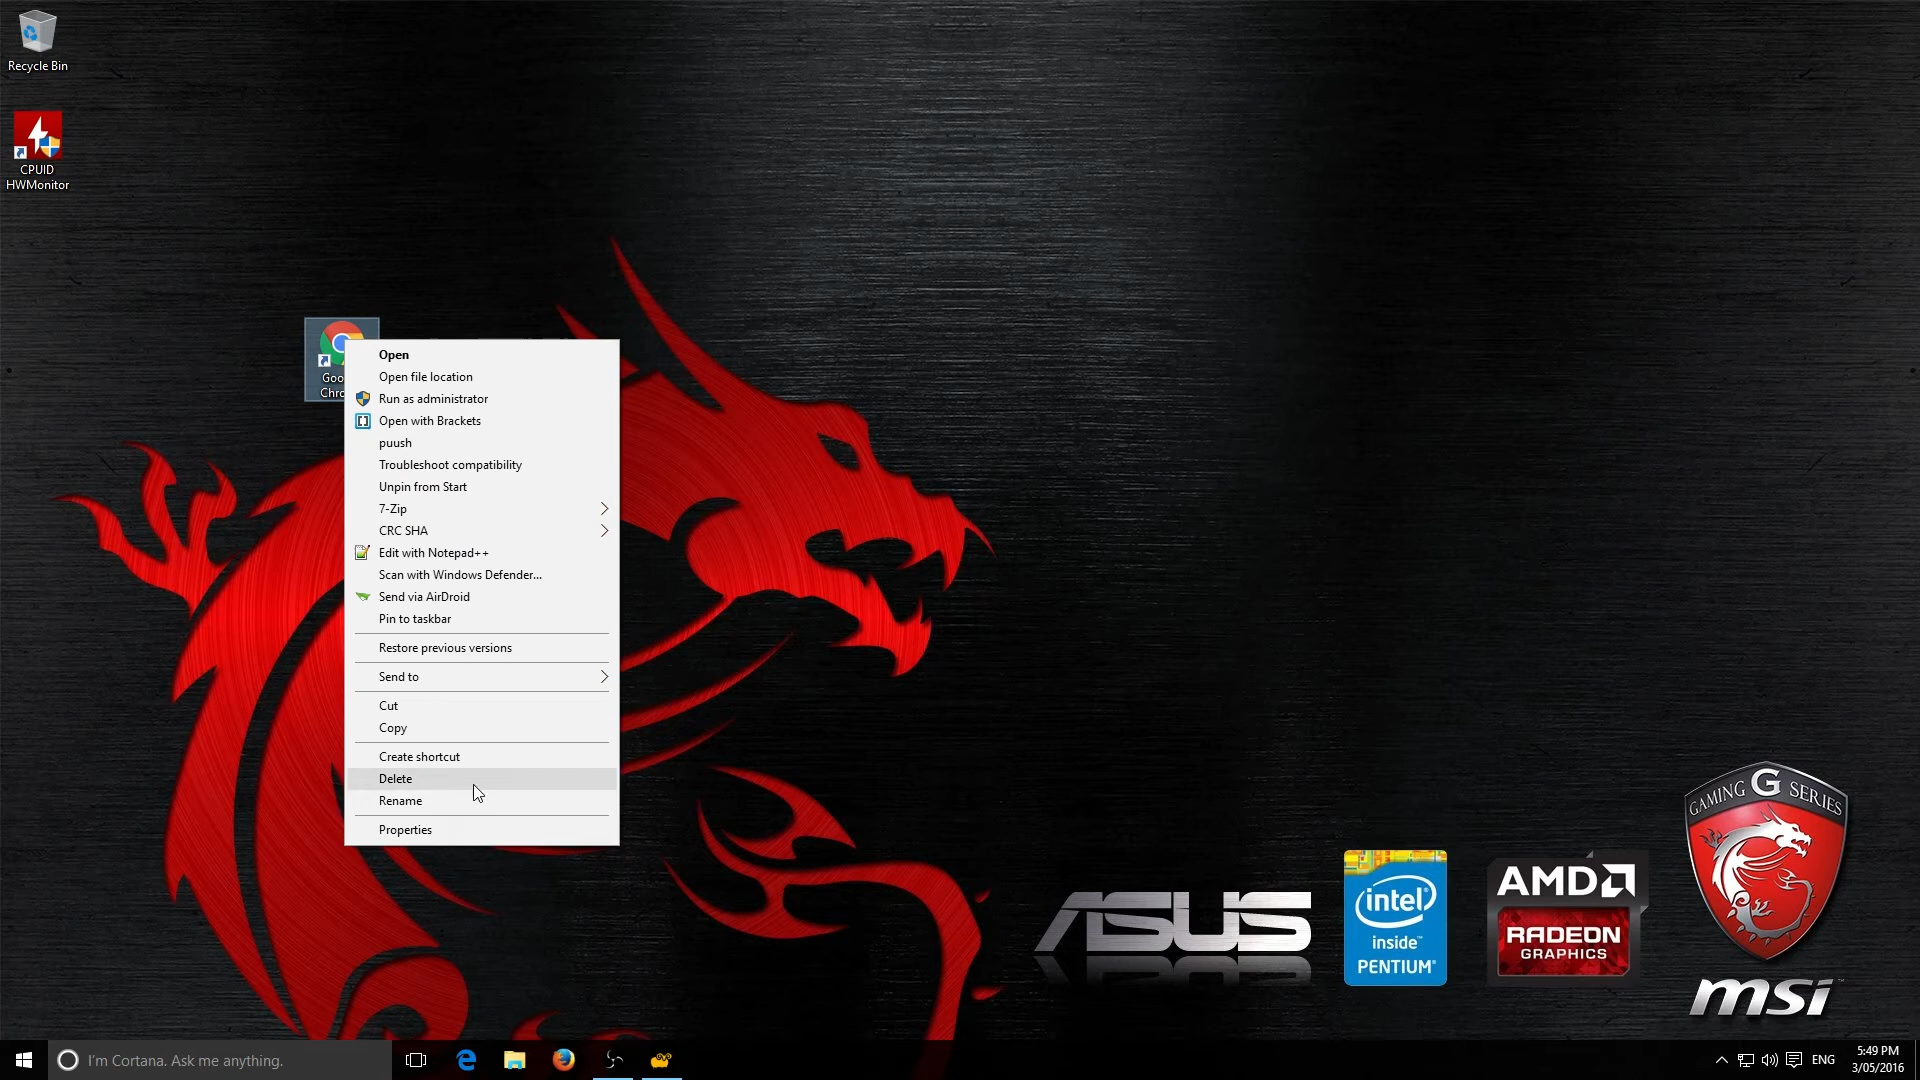 Recycle Bin
CPUID
HWMonitor
Goo
Chro
Open
Open file location
Run as administrator
Open with Brackets
puush
Troubleshoot compatibility
Unpin from Start
7-Zip
CRC SHA
Edit with Notepad++
Scan with Windows Defender...
Send via AirDroid
Pin to taskbar
Restore previous versions
Send to
Cut
Copy
Create shortcut
Delete
Rename
Properties
GAMING G SERIES
ASUS
intel
inside™
PENTIUM®
AMD
RADEON
GRAPHICS
msi
I'm Cortana. Ask me anything.
ENG
5:49 PM
3/05/2016